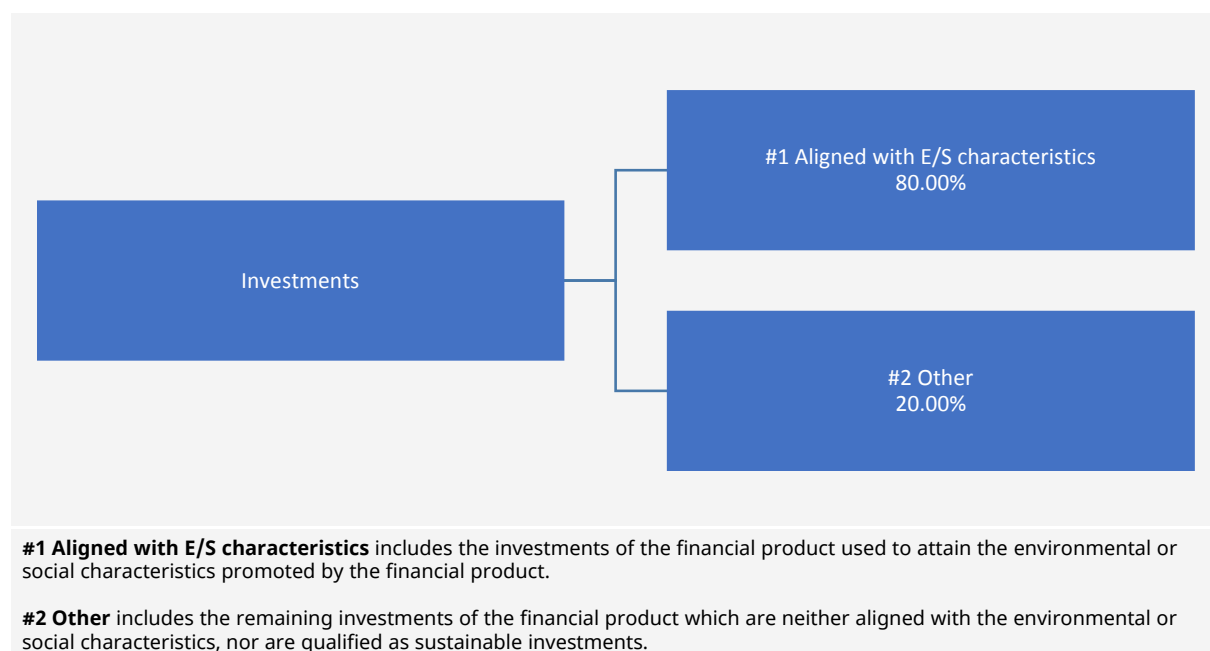 #1 Aligned with E/S characteristics
80.00%
Investments
#2 Other
20.00%
#1 Aligned with E/S characteristics includes the investments of the financial product used to attain the environmental or
social characteristics promoted by the financial product.
#2 Other includes the remaining investments of the financial product which are neither aligned with the environmental or
social characteristics, nor are qualified as sustainable investments.